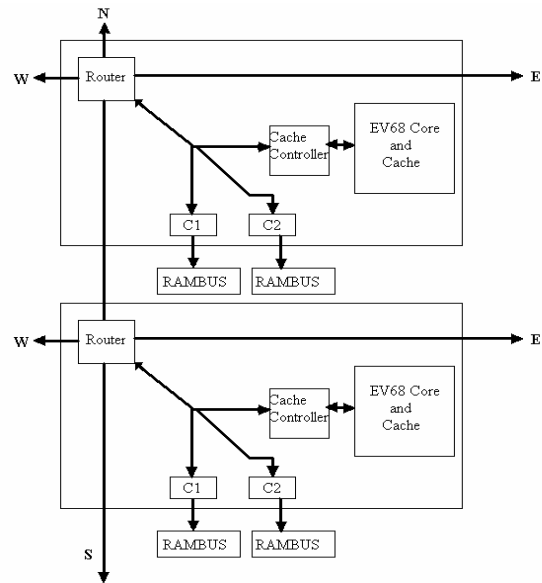 N
W
Router
E
Cache
Controller
EV68 Core
and
Cache
C1
C2
RAMBUS
RAMBUS
W
Router
E
Cache
Controller
EV68 Core
and
Cache
C1
C2
RAMBUS
RAMBUS
S